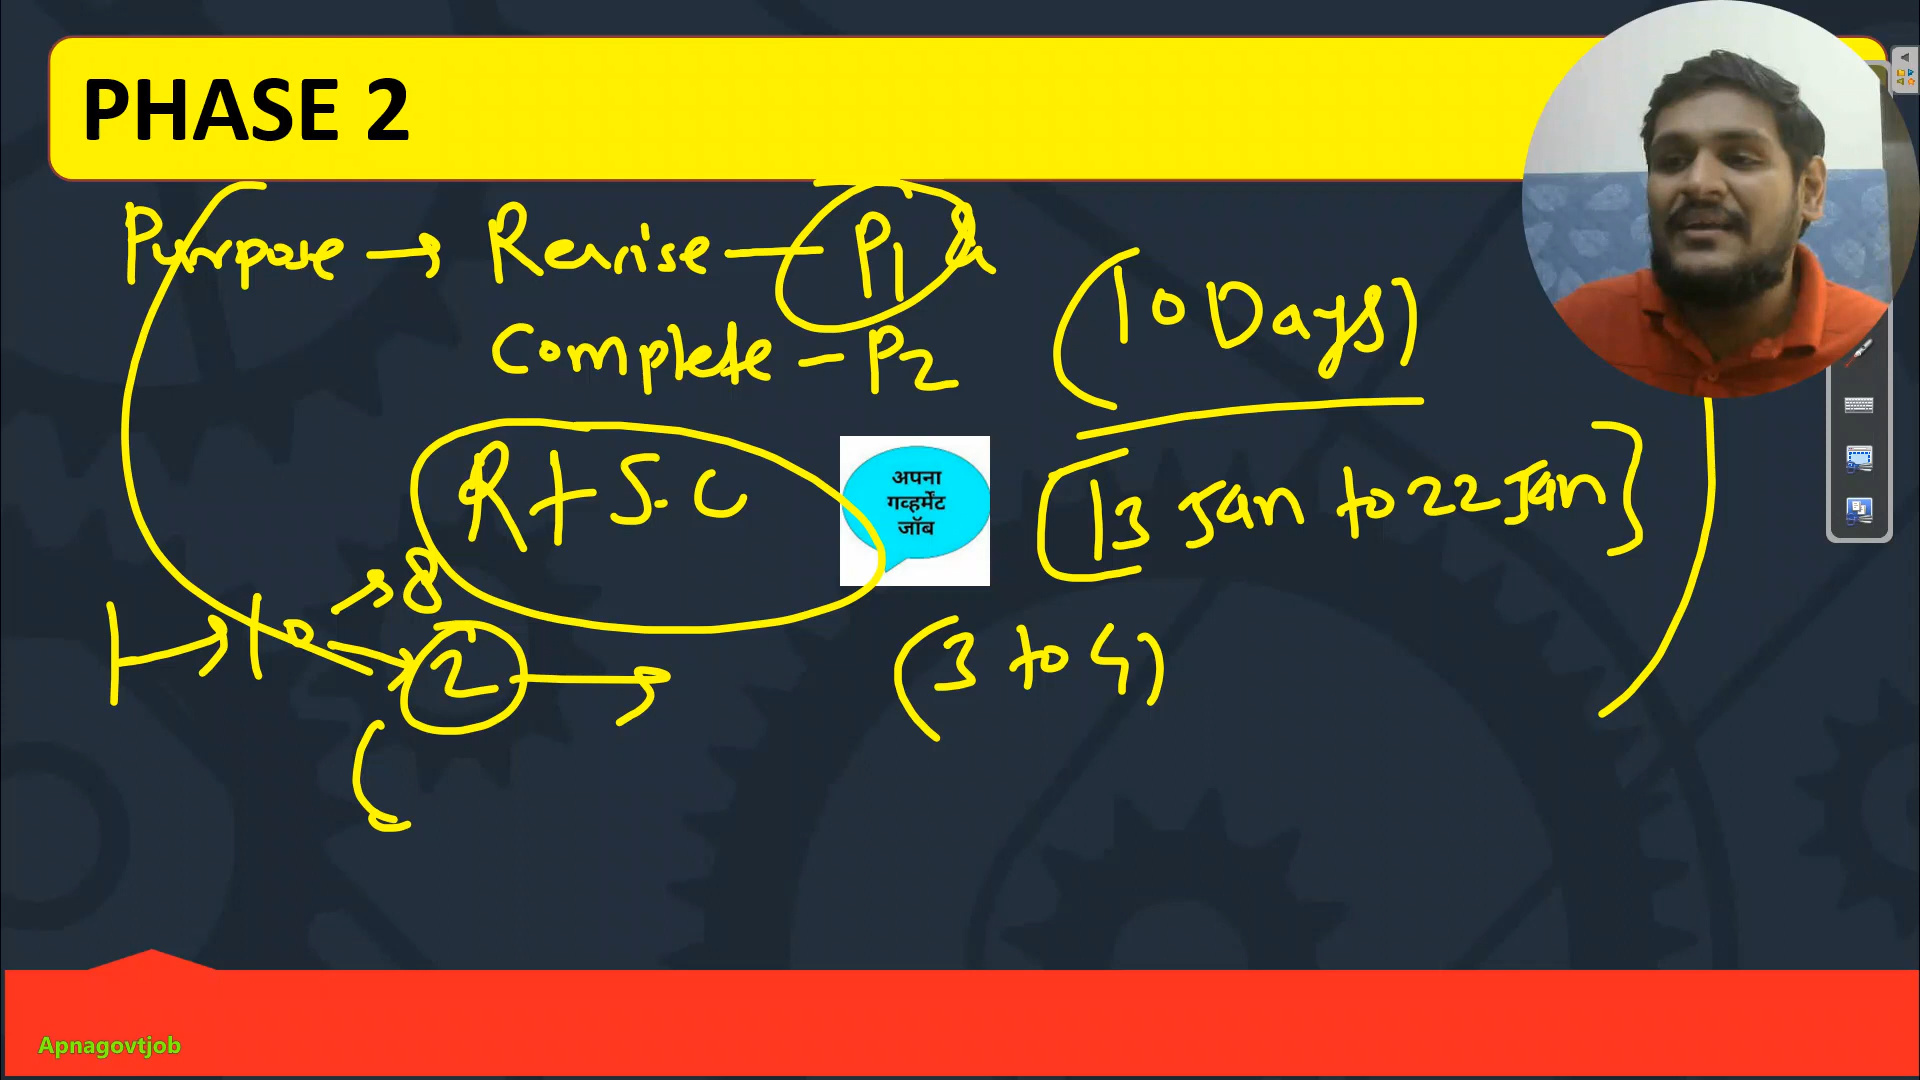 PHASE 2
Purpose → Revise — P1 &
Complete — P2
(10 Days)
R + S.C
अपना
गव्हर्मेंट
जॉब
13 Jan to 22 Jan
1 → 10 → 8
→ 2 →
(3 to 4)
Apnagovtjob